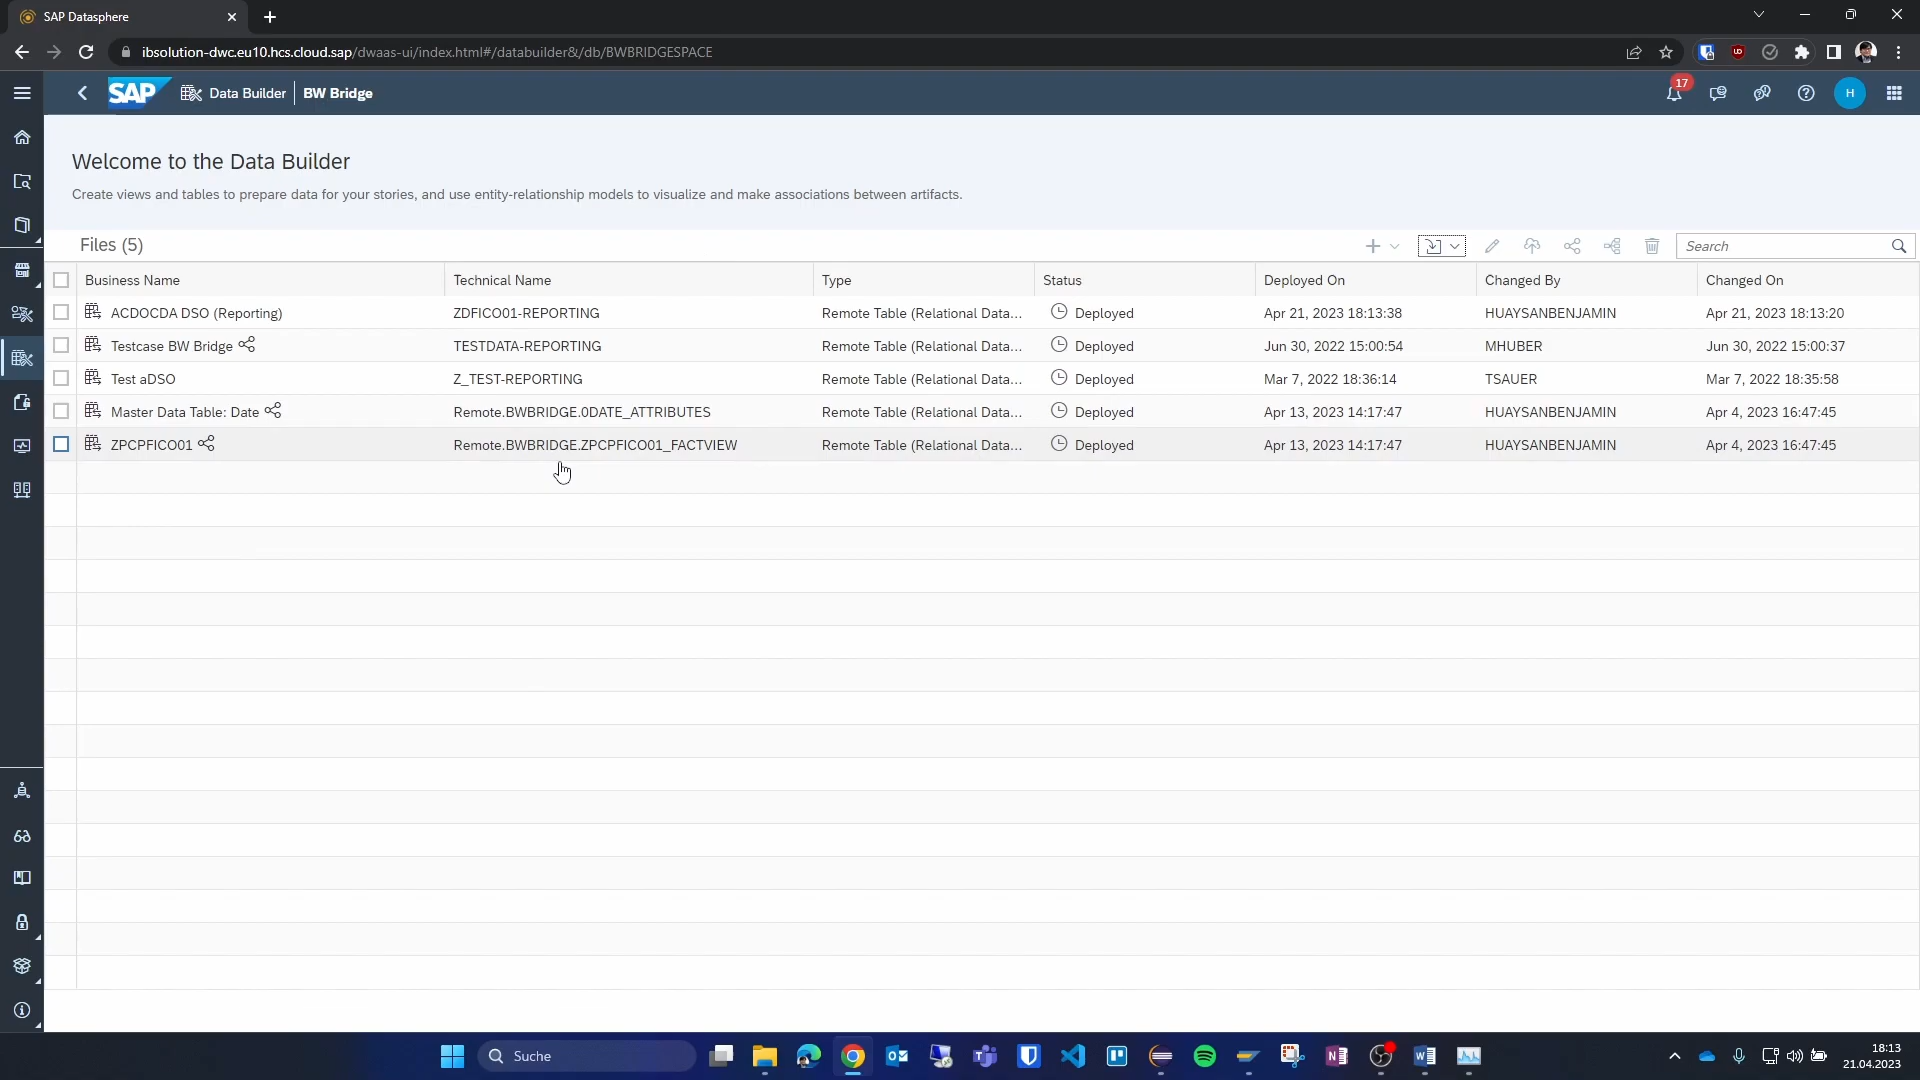 SAP Datasphere
ibsolution-dwc.eu10.hcs.cloud.sap/dwaas-ui/index.html#/databuilder&/db/BWBRIDGESPACE
SAP Data Builder BW Bridge 17 H
Welcome to the Data Builder
Create views and tables to prepare data for your stories, and use entity-relationship models to visualize and make associations between artifacts.
Files (5) Search
Business Name Technical Name Type Status Deployed On Changed By Changed On
ACDOCDA DSO (Reporting) ZDFICO01-REPORTING Remote Table (Relational Data... Deployed Apr 21, 2023 18:13:38 HUAYSANBENJAMIN Apr 21, 2023 18:13:20
Testcase BW Bridge TESTDATA-REPORTING Remote Table (Relational Data... Deployed Jun 30, 2022 15:00:54 MHUBER Jun 30, 2022 15:00:37
Test aDSO Z_TEST-REPORTING Remote Table (Relational Data... Deployed Mar 7, 2022 18:36:14 TSAUER Mar 7, 2022 18:35:58
Master Data Table: Date Remote.BWBRIDGE.0DATE_ATTRIBUTES Remote Table (Relational Data... Deployed Apr 13, 2023 14:17:47 HUAYSANBENJAMIN Apr 4, 2023 16:47:45
ZPCPFICO01 Remote.BWBRIDGE.ZPCPFICO01_FACTVIEW Remote Table (Relational Data... Deployed Apr 13, 2023 14:17:47 HUAYSANBENJAMIN Apr 4, 2023 16:47:45
Suche
18:13
21.04.2023